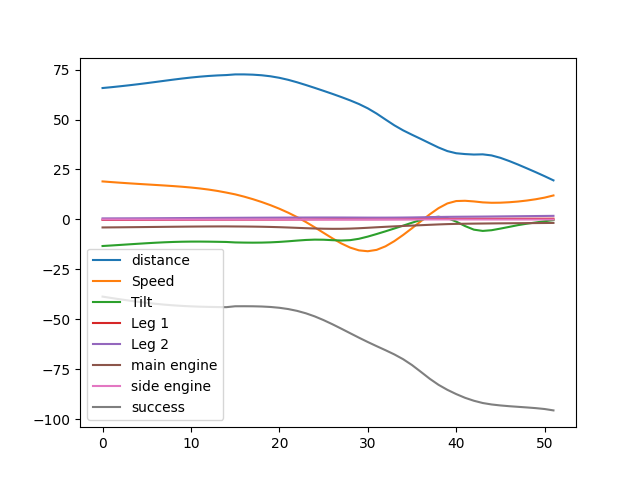 75
50
25
0
−25
−50
−75
−100
distance
Speed
Tilt
Leg 1
Leg 2
main engine
side engine
success
0 10 20 30 40 50